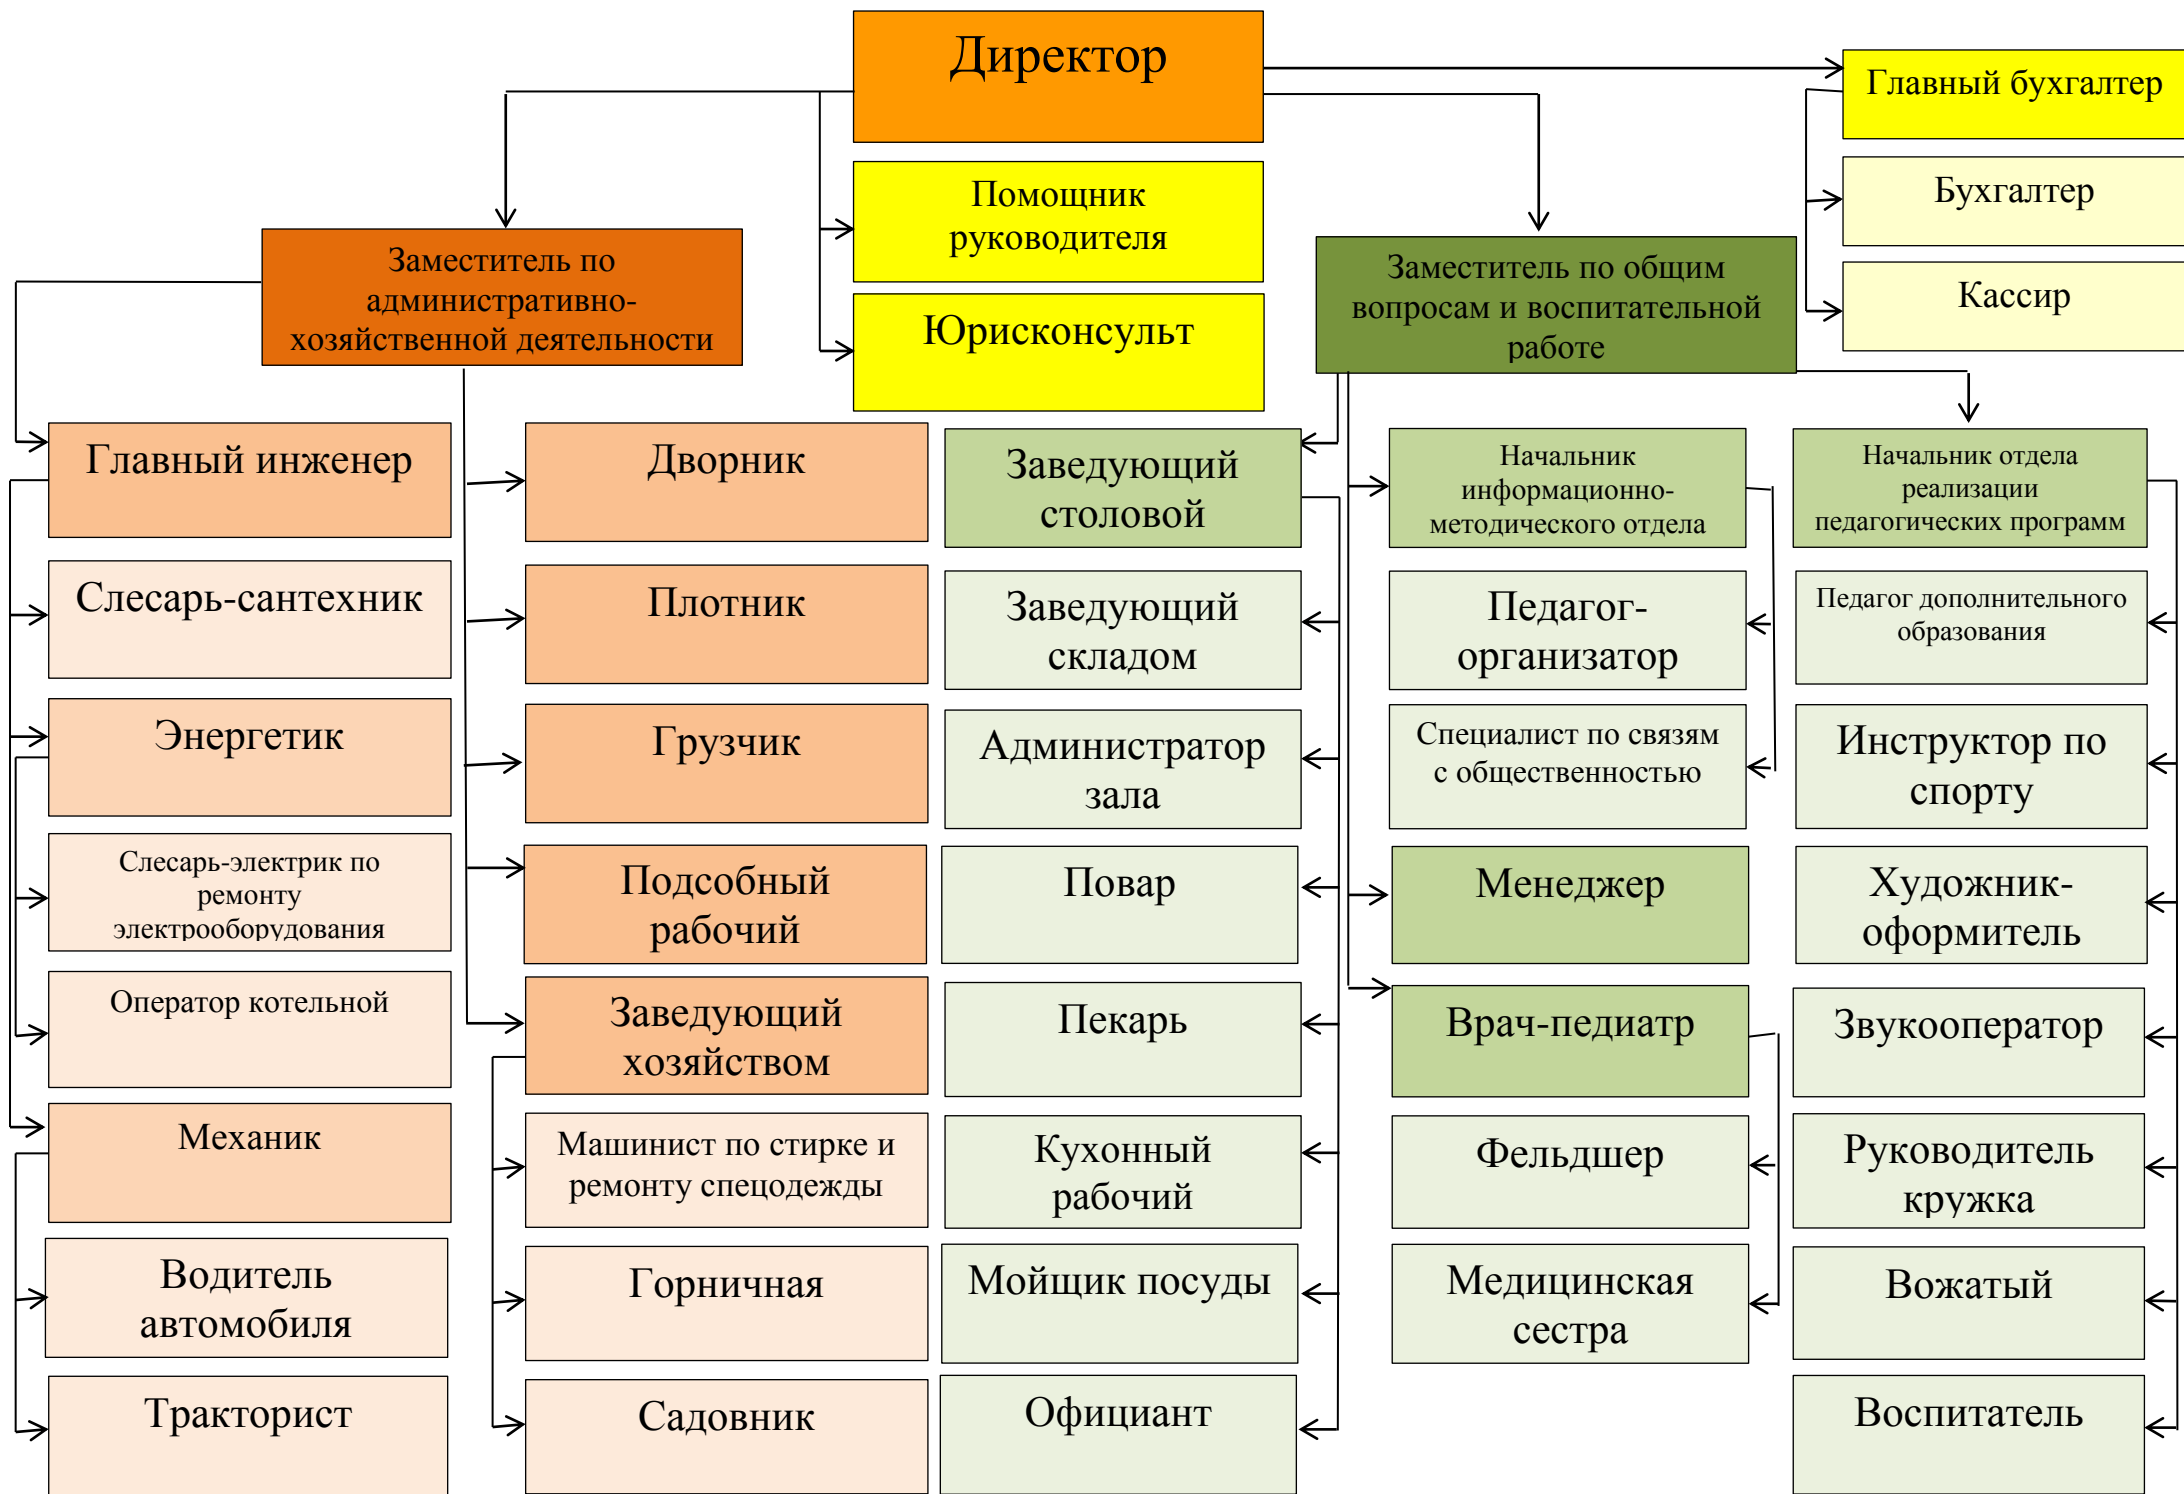 Директор
Главный бухгалтер
Бухгалтер
Кассир
Помощник
руководителя
Юрисконсульт
Заместитель по
административно-
хозяйственной деятельности
Заместитель по общим
вопросам и воспитательной
работе
Главный инженер
Слесарь-сантехник
Энергетик
Слесарь-электрик по
ремонту
электрооборудования
Оператор котельной
Механик
Водитель
автомобиля
Тракторист
Дворник
Плотник
Грузчик
Подсобный
рабочий
Заведующий
хозяйством
Машинист по стирке и
ремонту спецодежды
Горничная
Садовник
Заведующий
столовой
Заведующий
складом
Администратор
зала
Повар
Пекарь
Кухонный
рабочий
Мойщик посуды
Официант
Начальник
информационно-
методического отдела
Педагог-
организатор
Специалист по связям
с общественностью
Менеджер
Врач-педиатр
Фельдшер
Медицинская
сестра
Начальник отдела
реализации
педагогических программ
Педагог дополнительного
образования
Инструктор по
спорту
Художник-
оформитель
Звукооператор
Руководитель
кружка
Вожатый
Воспитатель